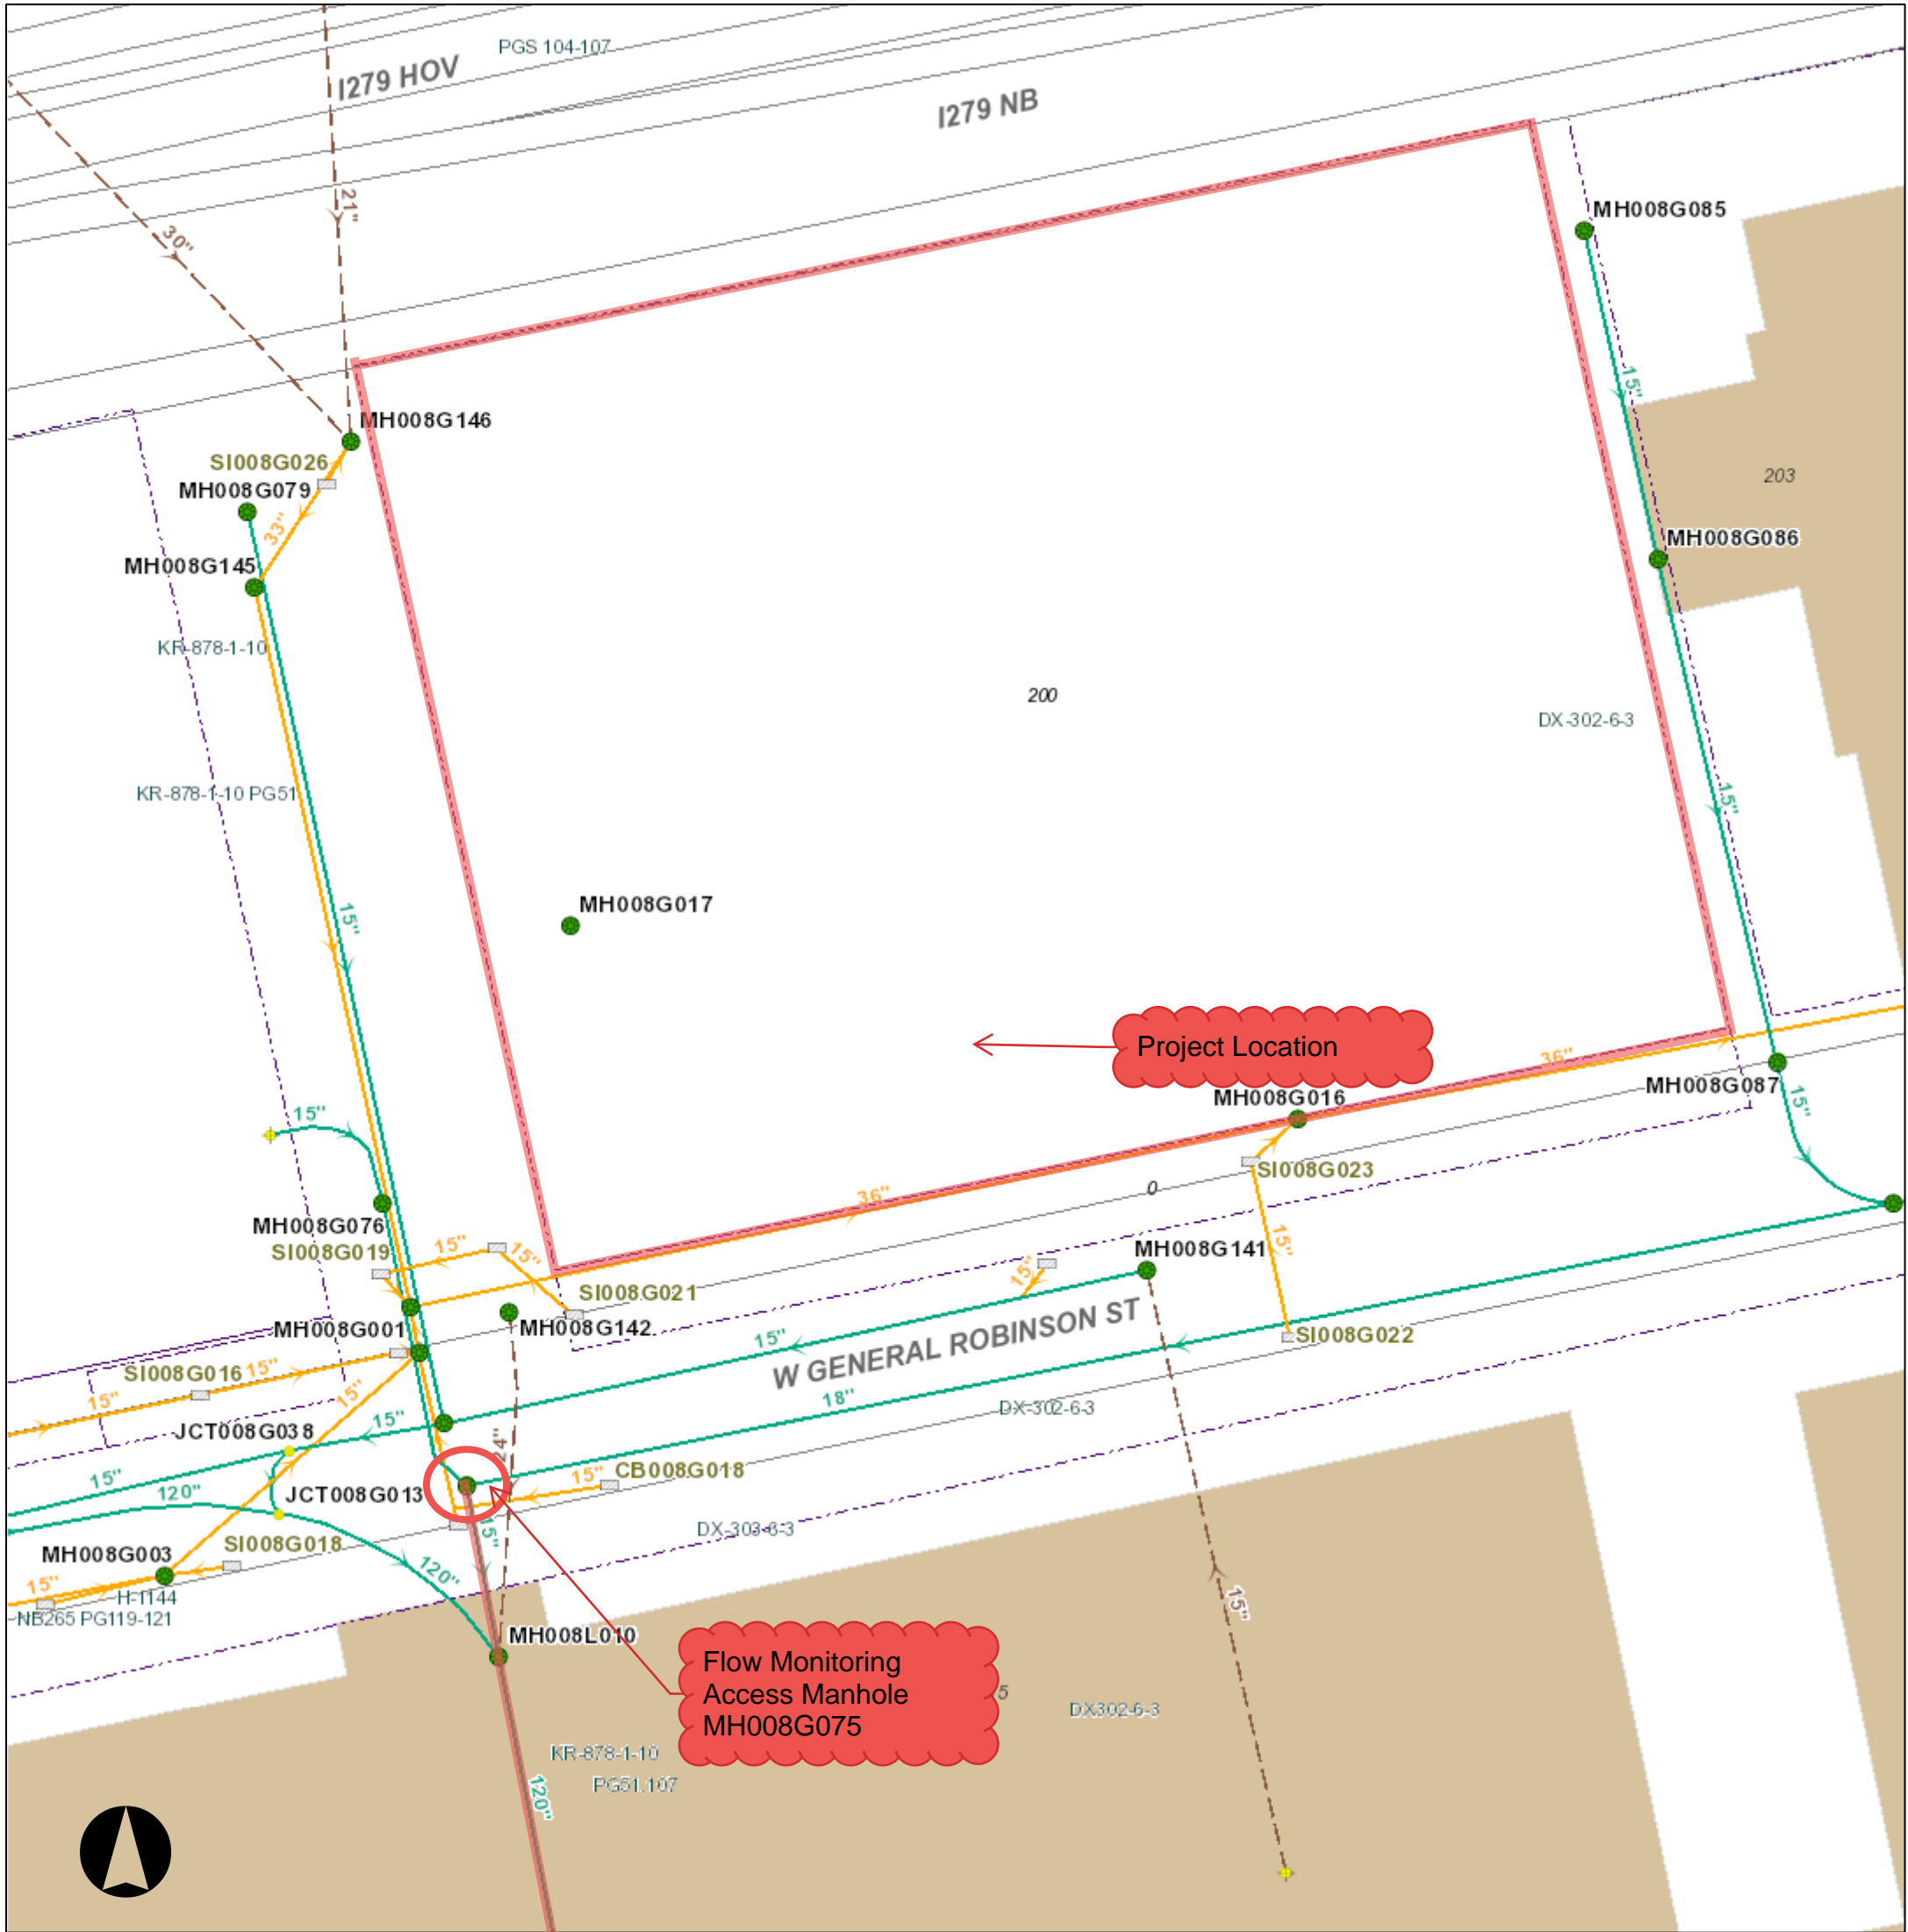 PGS 104-107
I279 HOV
I279 NB
21"
30"
MH008G085
MH008G146
SI008G026
MH008G079
33"
MH008G145
15"
203
MH008G086
KR-878-1-10
200
DX-302-6-3
KR-878-1-10 PG51
15"
15"
MH008G017
Project Location
36"
MH008G016
MH008G087
15"
15"
SI008G023
36"
0
MH008G076
SI008G019
15"
15"
15"
MH008G141
15"
SI008G021
MH008G001
MH008G142
15"
W GENERAL ROBINSON ST
SI008G022
SI008G016
15"
15"
15"
18"
DX-302-6-3
JCT008G038
15"
24"
15"
CB008G018
15"
120"
JCT008G013
15"
DX-303-6-3
SI008G018
MH008G003
120"
15"
H-1144
NB265 PG119-121
15"
MH008L010
Flow Monitoring
Access Manhole
MH008G075
5
DX302-6-3
KR-878-1-10
PG51.107
120"